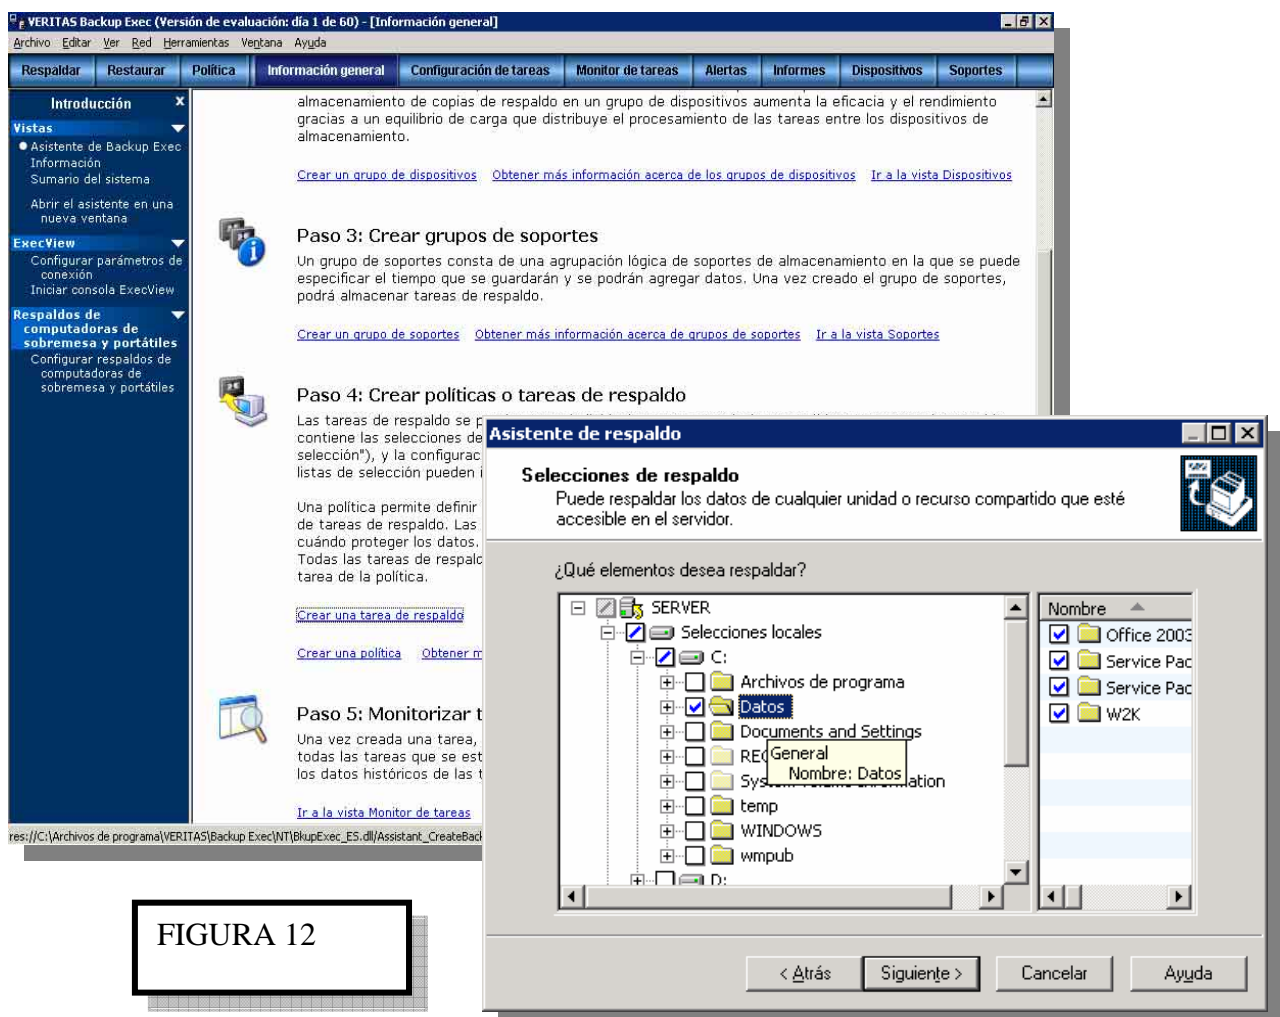 VERITAS Backup Exec (Versión de evaluación: día 1 de 60) - [Información general]
Archivo Editar Ver Red Herramientas Ventana Ayuda
Respaldar Restaurar Política Información general Configuración de tareas Monitor de tareas Alertas Informes Dispositivos Soportes
Introducción x
Vistas
Asistente de Backup Exec
Información
Sumario del sistema
Abrir el asistente en una
nueva ventana
ExecView
Configurar parámetros de
conexión
Iniciar consola ExecView
Respaldos de
computadoras de
sobremesa y portátiles
Configurar respaldos de
computadoras de
sobremesa y portátiles
almacenamiento de copias de respaldo en un grupo de dispositivos aumenta la eficacia y el rendimiento
gracias a un equilibrio de carga que distribuye el procesamiento de las tareas entre los dispositivos de
almacenamiento.
Crear un grupo de dispositivos Obtener más información acerca de los grupos de dispositivos Ir a la vista Dispositivos
Paso 3: Crear grupos de soportes
Un grupo de soportes consta de una agrupación lógica de soportes de almacenamiento en la que se puede
especificar el tiempo que se guardarán y se podrán agregar datos. Una vez creado el grupo de soportes,
podrá almacenar tareas de respaldo.
Crear un grupo de soportes Obtener más información acerca de grupos de soportes Ir a la vista Soportes
Paso 4: Crear políticas o tareas de respaldo
Las tareas de respaldo se
contiene las selecciones de
selección"), y la configurac
listas de selección pueden
Una política permite definir
de tareas de respaldo. Las
cuándo proteger los datos.
Todas las tareas de respald
tarea de la política.
Crear una tarea de respaldo
Crear una política Obtener m
Paso 5: Monitorizar t
Una vez creada una tarea,
todas las tareas que se est
los datos históricos de las t
Ir a la vista Monitor de tareas
res://C:\Archivos de programa\VERITAS\Backup Exec\NT\BkupExec_ES.dll/Assistant_CreateBack
Asistente de respaldo
Selecciones de respaldo
Puede respaldar los datos de cualquier unidad o recurso compartido que esté
accesible en el servidor.
¿Qué elementos desea respaldar?
SERVER
Selecciones locales
C:
Archivos de programa
Datos
Documents and Settings
General
Nombre: Datos
temp
WINDOWS
wmpub
D:
Nombre
Office 2003
Service Pac
Service Pac
W2K
< Atrás Siguiente > Cancelar Ayuda
FIGURA 12